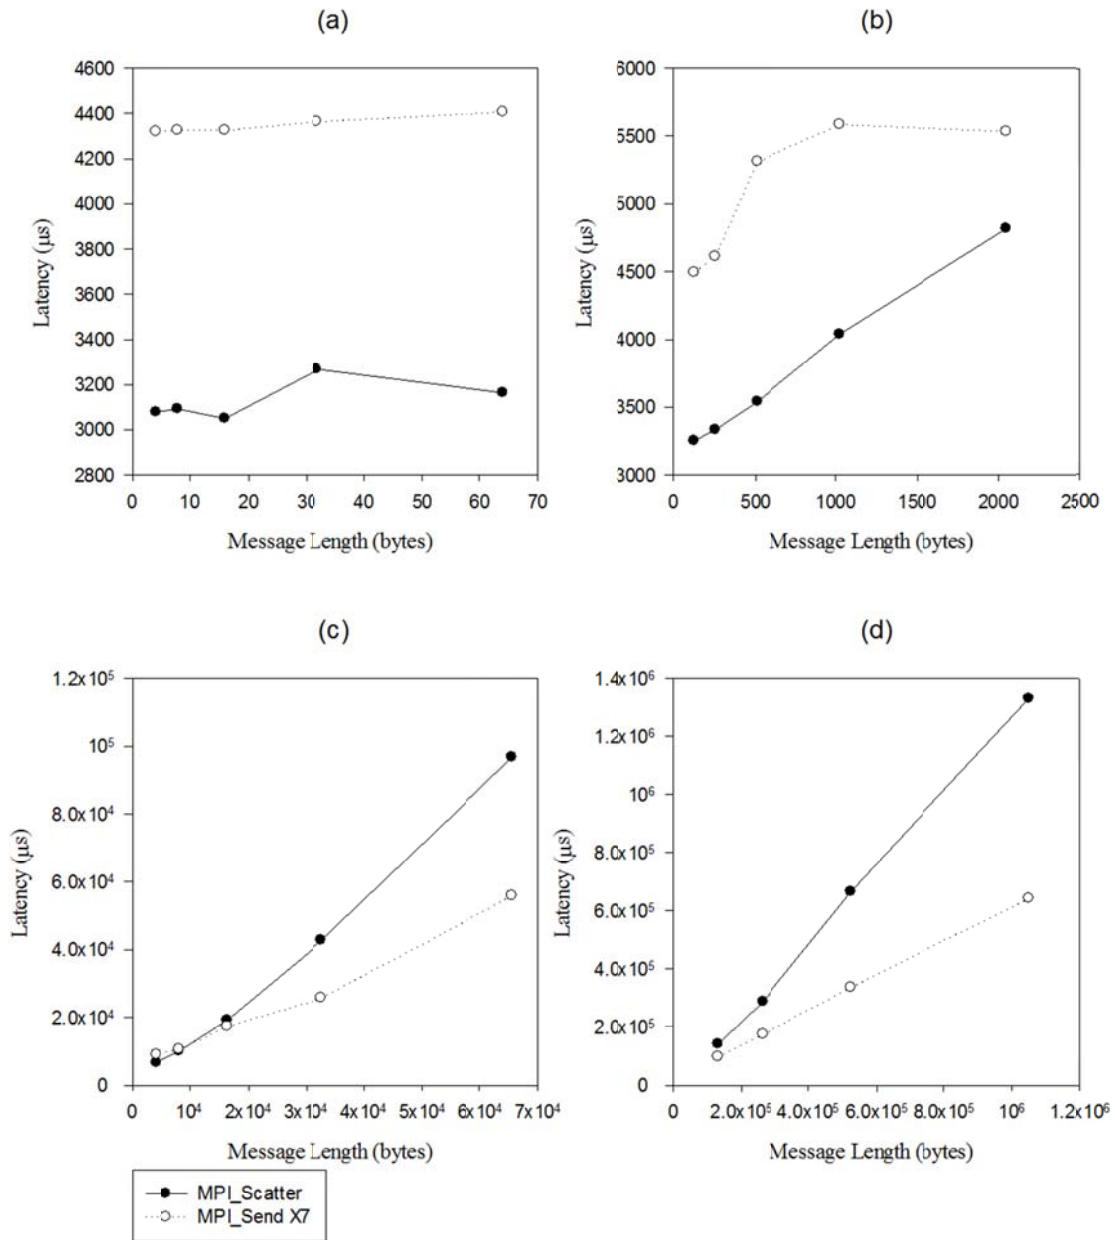 (a)
4600
4400
4200
4000
3800
3600
3400
3200
3000
2800
Latency (μs)
0 10 20 30 40 50 60 70
Message Length (bytes)
(b)
6000
5500
5000
4500
4000
3500
3000
Latency (μs)
0 500 1000 1500 2000 2500
Message Length (bytes)
(c)
1.2x10⁵
10⁵
8.0x10⁴
6.0x10⁴
4.0x10⁴
2.0x10⁴
0
Latency (μs)
0 10⁴ 2x10⁴ 3x10⁴ 4x10⁴ 5x10⁴ 6x10⁴ 7x10⁴
Message Length (bytes)
(d)
1.4x10⁶
1.2x10⁶
10⁶
8.0x10⁵
6.0x10⁵
4.0x10⁵
2.0x10⁵
0
Latency (μs)
0 2.0x10⁵ 4.0x10⁵ 6.0x10⁵ 8.0x10⁵ 10⁶ 1.2x10⁶
Message Length (bytes)
MPI_Scatter
MPI_Send X7